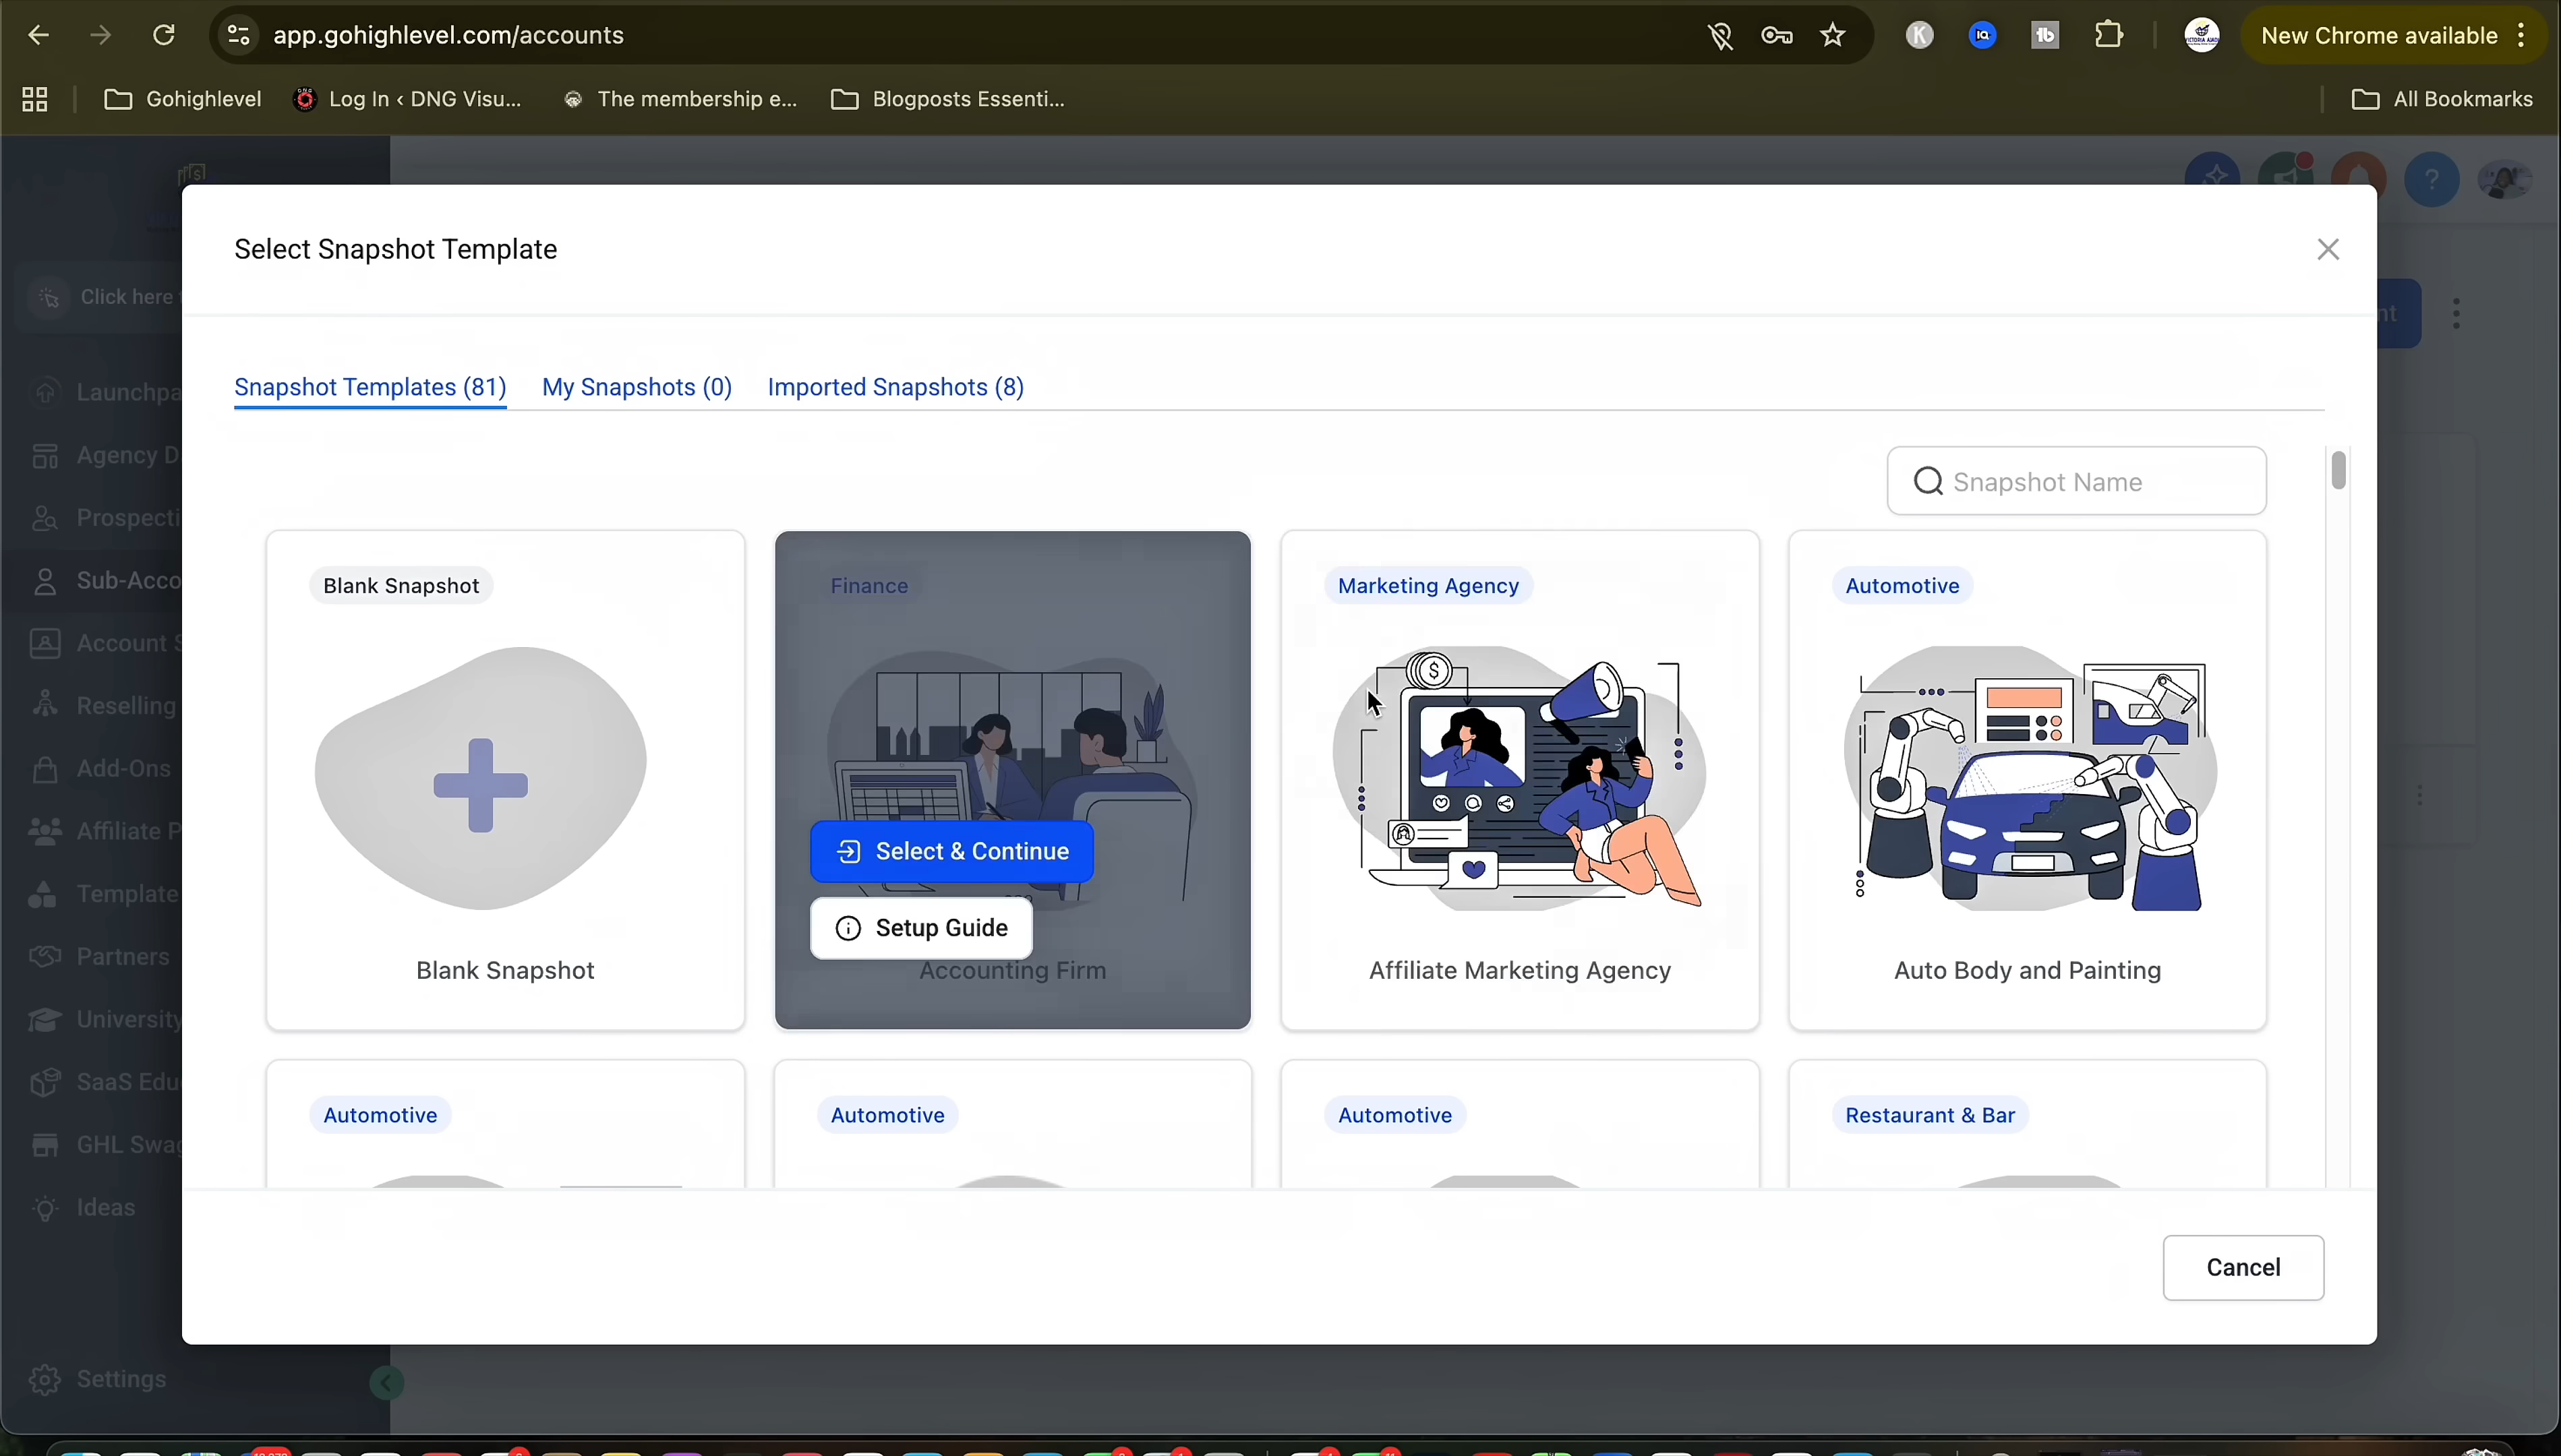 app.gohighlevel.com/accounts
New Chrome available
Gohighlevel
Log In ‹ DNG Visu...
The membership e...
Blogposts Essenti...
All Bookmarks
Select Snapshot Template
Click here
Snapshot Templates (81)
My Snapshots (0)
Imported Snapshots (8)
Snapshot Name
Launchpa
Agency D
Prospecti
Sub-Acco
Account S
Reselling
Add-Ons
Affiliate P
Template
Partners
University
SaaS Edu
GHL Swag
Ideas
Settings
Blank Snapshot
Finance
Marketing Agency
Automotive
Select & Continue
Setup Guide
Blank Snapshot
Accounting Firm
Affiliate Marketing Agency
Auto Body and Painting
Automotive
Automotive
Automotive
Restaurant & Bar
Cancel